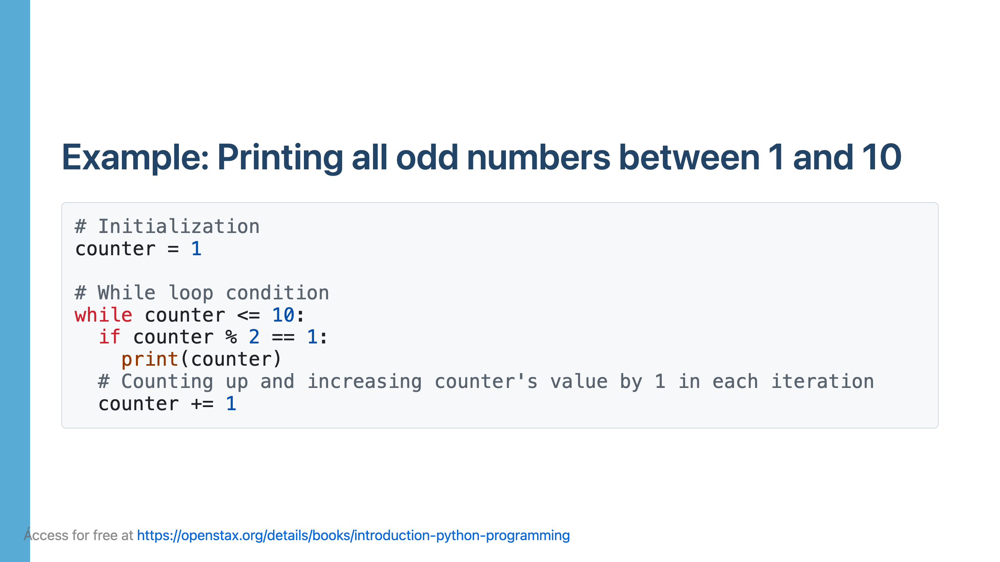 Example: Printing all odd numbers between 1 and 10
# Initialization
counter = 1

# While loop condition
while counter <= 10:
  if counter % 2 == 1:
    print(counter)
  # Counting up and increasing counter's value by 1 in each iteration
  counter += 1
Áccess for free at https://openstax.org/details/books/introduction-python-programming